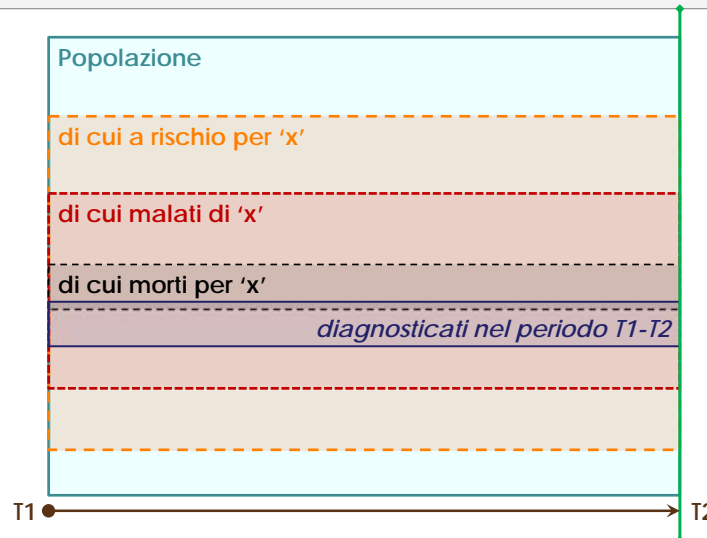 Popolazione
di cui a rischio per ‘x’
di cui malati di ‘x’
di cui morti per ‘x’
diagnosticati nel periodo T1-T2
T1
T2